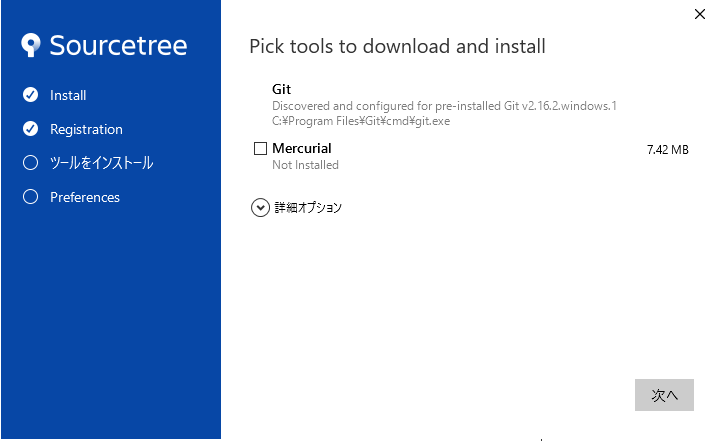 Sourcetree
Install
Registration
ツールをインストール
Preferences
Pick tools to download and install
Git
Discovered and configured for pre-installed Git v2.16.2.windows.1
C:¥Program Files¥Git¥cmd¥git.exe
Mercurial
7.42 MB
Not Installed
詳細オプション
次へ